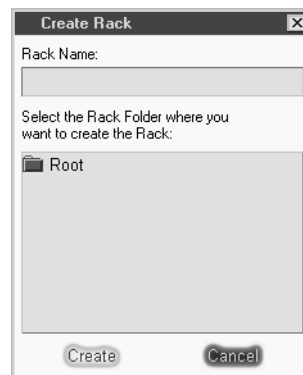 Create Rack
Rack Name:
Select the Rack Folder where you
want to create the Rack:
Root
Create
Cancel